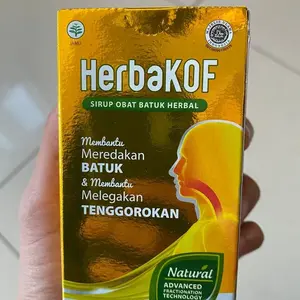 HerbaKOF
SIRUP OBAT BATUK HERBAL
Membantu
Meredakan
BATUK
& Membantu
Melegakan
TENGGOROKAN
Natural
ADVANCED
FRACTIONATION
TECHNOLOGY